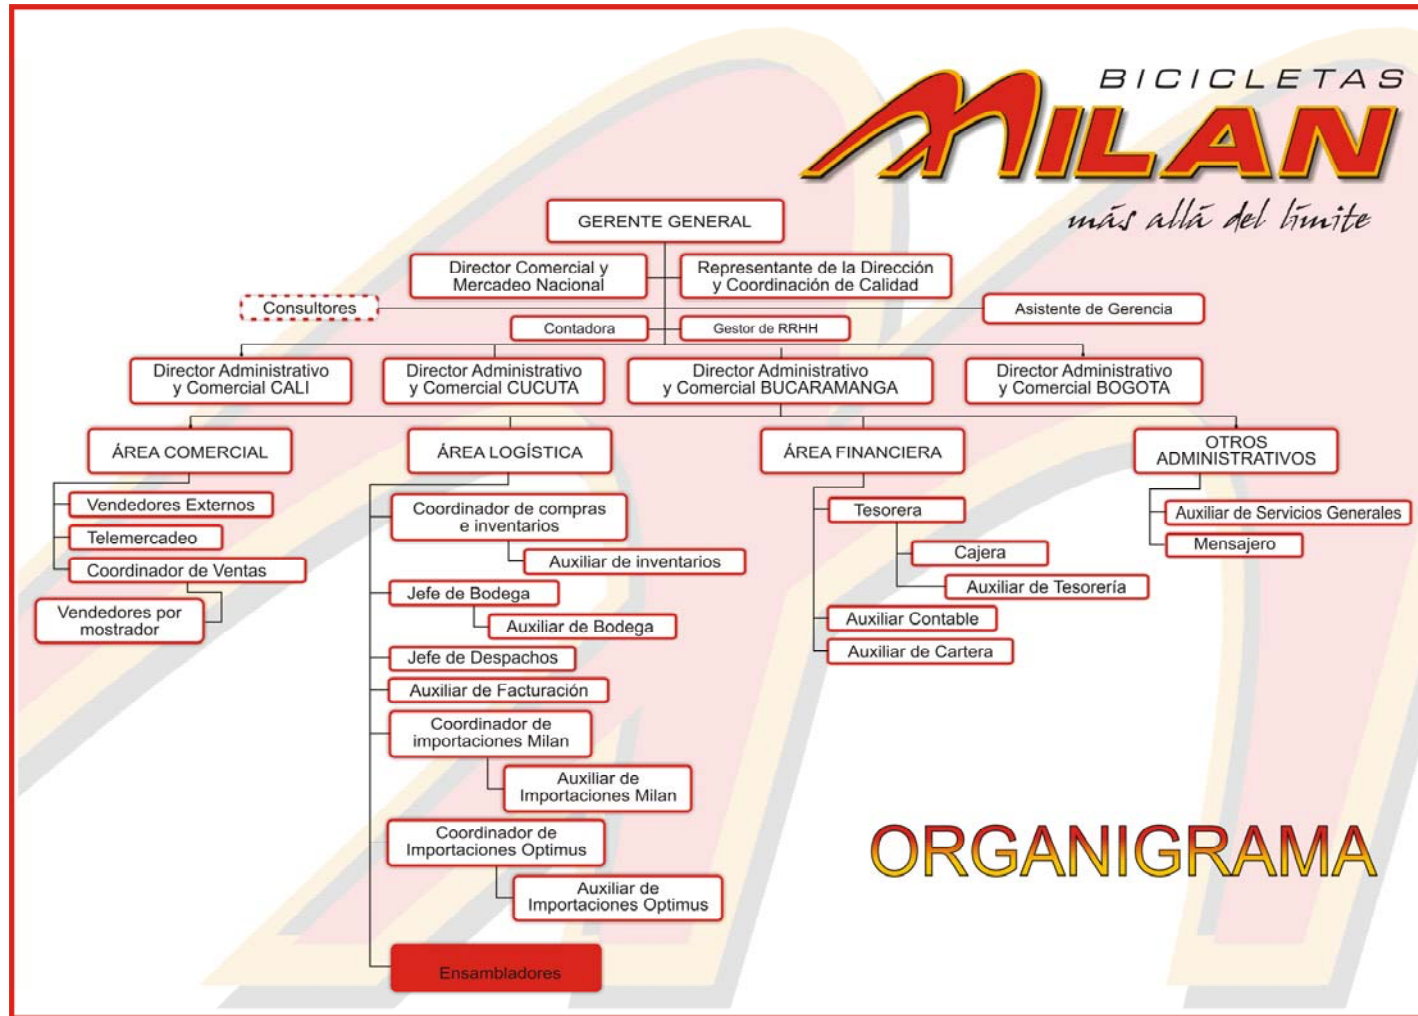 BICICLETAS
MILAN
más allá del límite
GERENTE GENERAL
Director Comercial y
Mercadeo Nacional
Representante de la Dirección
y Coordinación de Calidad
Consultores
Asistente de Gerencia
Contadora
Gestor de RRHH
Director Administrativo
y Comercial CALI
Director Administrativo
y Comercial CUCUTA
Director Administrativo
y Comercial BUCARAMANGA
Director Administrativo
y Comercial BOGOTA
ÁREA COMERCIAL
Vendedores Externos
Telemercadeo
Coordinador de Ventas
Vendedores por
mostrador
ÁREA LOGÍSTICA
Coordinador de compras
e inventarios
Auxiliar de inventarios
Jefe de Bodega
Auxiliar de Bodega
Jefe de Despachos
Auxiliar de Facturación
Coordinador de
importaciones Milan
Auxiliar de
Importaciones Milan
Coordinador de
Importaciones Optimus
Auxiliar de
Importaciones Optimus
Ensambladores
ÁREA FINANCIERA
Tesorera
Cajera
Auxiliar de Tesorería
Auxiliar Contable
Auxiliar de Cartera
OTROS
ADMINISTRATIVOS
Auxiliar de Servicios Generales
Mensajero
ORGANIGRAMA